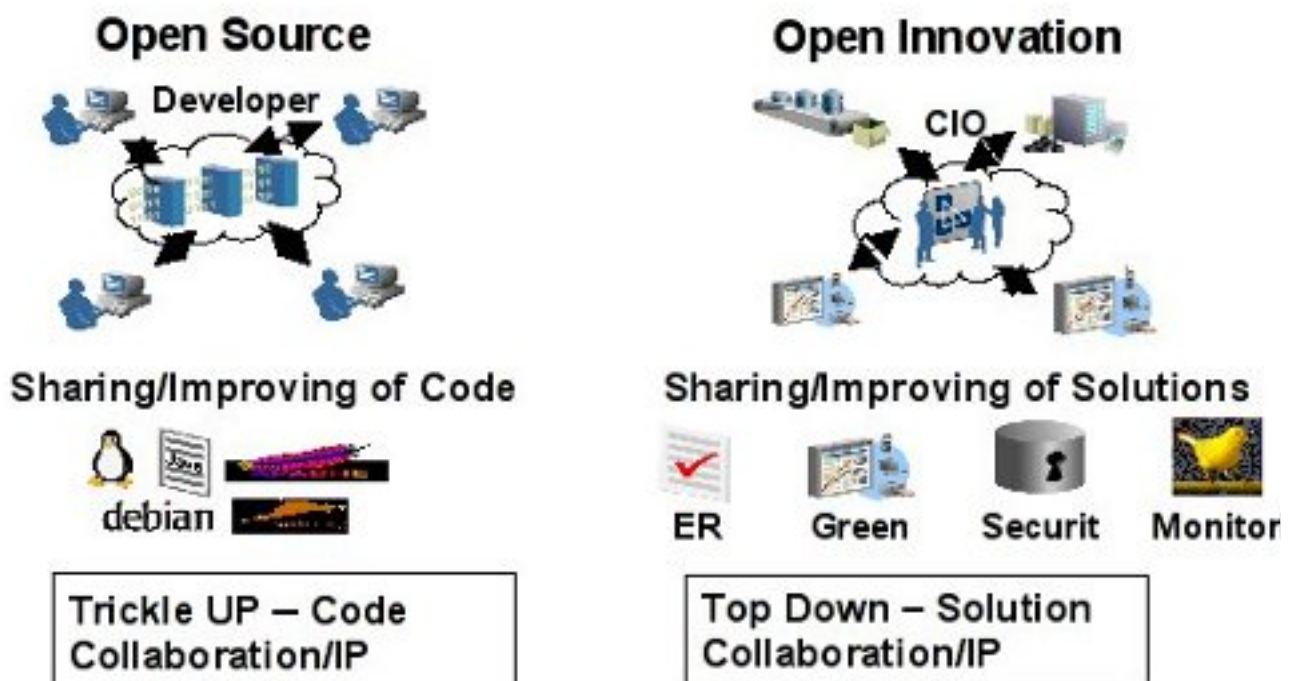 Open Source
Developer
Sharing/Improving of Code
Java
debian
Trickle UP – Code
Collaboration/IP
Open Innovation
CIO
Sharing/Improving of Solutions
ER
Green
Securit
Monitor
Top Down – Solution
Collaboration/IP